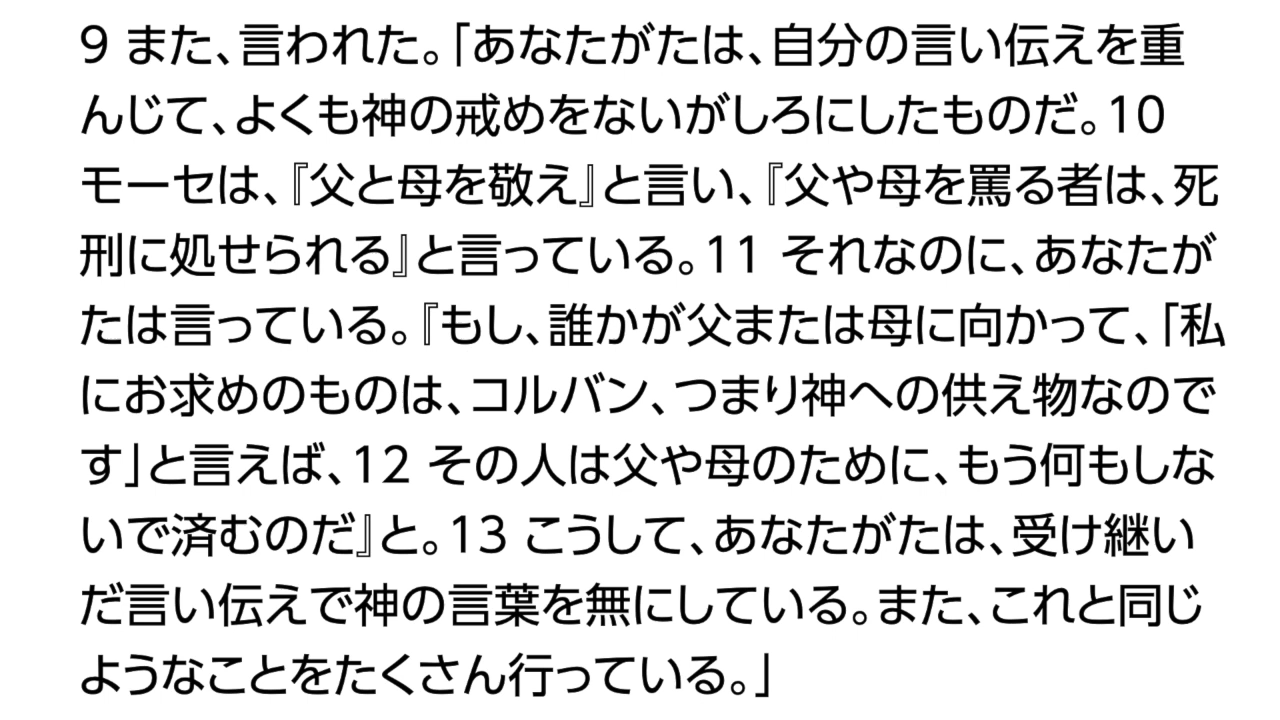 9 また、言われた。「あなたがたは、自分の言い伝えを重
んじて、よくも神の戒めをないがしろにしたものだ。10
モーセは、『父と母を敬え』と言い、『父や母を罵る者は、死
刑に処せられる』と言っている。11 それなのに、あなたが
たは言っている。『もし、誰かが父または母に向かって、「私
にお求めのものは、コルバン、つまり神への供え物なので
す」と言えば、12 その人は父や母のために、もう何もしな
いで済むのだ』と。13 こうして、あなたがたは、受け継い
だ言い伝えで神の言葉を無にしている。また、これと同じ
ようなことをたくさん行っている。」